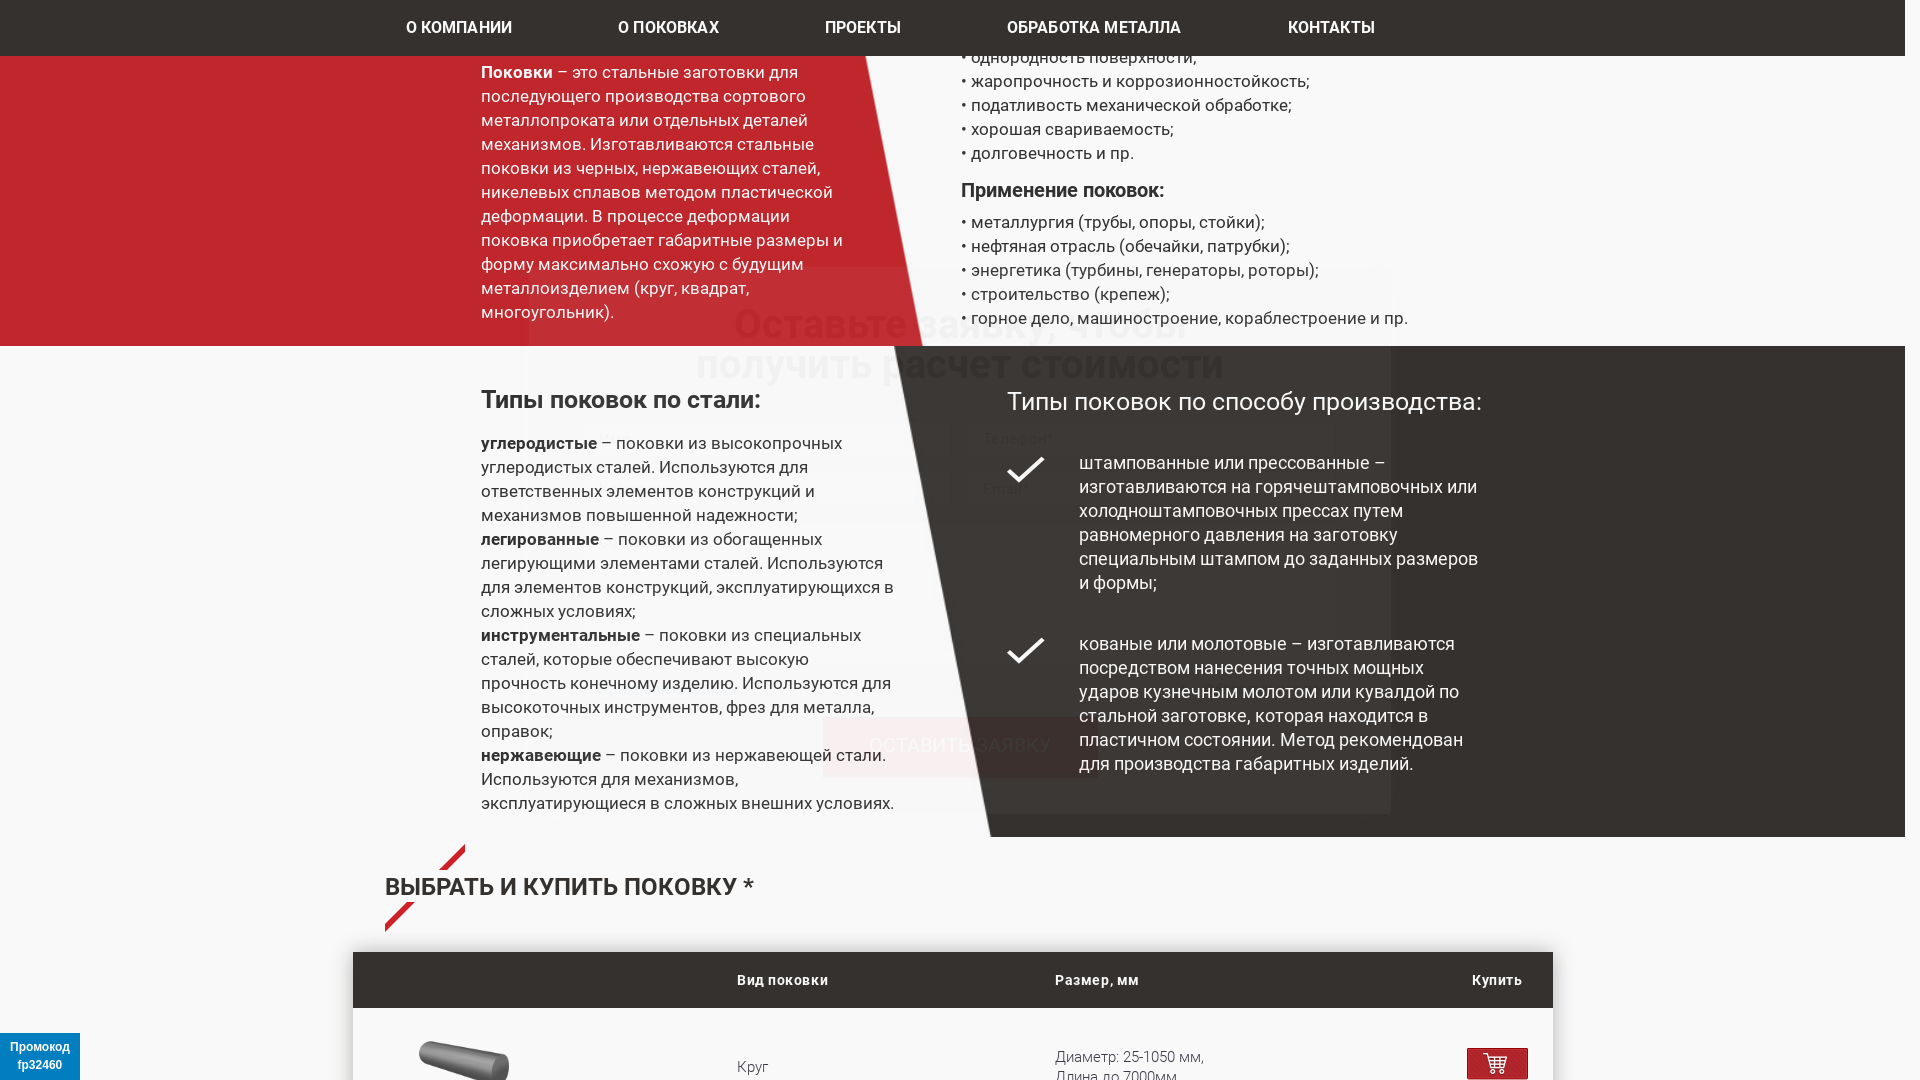 О КОМПАНИИ
О ПОКОВКАХ
ПРОЕКТЫ
ОБРАБОТКА МЕТАЛЛА
КОНТАКТЫ
Поковки – это стальные заготовки для
последующего производства сортового
металлопроката или отдельных деталей
механизмов. Изготавливаются стальные
поковки из черных, нержавеющих сталей,
никелевых сплавов методом пластической
деформации. В процессе деформации
поковка приобретает габаритные размеры и
форму максимально схожую с будущим
металлоизделием (круг, квадрат,
многоугольник).
• однородность поверхности;
• жаропрочность и коррозионностойкость;
• податливость механической обработке;
• хорошая свариваемость;
• долговечность и пр.
Применение поковок:
• металлургия (трубы, опоры, стойки);
• нефтяная отрасль (обечайки, патрубки);
• энергетика (турбины, генераторы, роторы);
• строительство (крепеж);
• горное дело, машиностроение, кораблестроение и пр.
Оставьте заявку, чтобы
получить расчет стоимости
Типы поковок по стали:
углеродистые – поковки из высокопрочных
углеродистых сталей. Используются для
ответственных элементов конструкций и
механизмов повышенной надежности;
легированные – поковки из обогащенных
легирующими элементами сталей. Используются
для элементов конструкций, эксплуатирующихся в
сложных условиях;
инструментальные – поковки из специальных
сталей, которые обеспечивают высокую
прочность конечному изделию. Используются для
высокоточных инструментов, фрез для металла,
оправок;
нержавеющие – поковки из нержавеющей стали.
Используются для механизмов,
эксплуатирующиеся в сложных внешних условиях.
Типы поковок по способу производства:
Телефон*
штампованные или прессованные –
изготавливаются на горячештамповочных или
холодноштамповочных прессах путем
равномерного давления на заготовку
специальным штампом до заданных размеров
и формы;
Email
кованые или молотовые – изготавливаются
посредством нанесения точных мощных
ударов кузнечным молотом или кувалдой по
стальной заготовке, которая находится в
пластичном состоянии. Метод рекомендован
для производства габаритных изделий.
ОСТАВИТЬ ЗАЯВКУ
ВЫБРАТЬ И КУПИТЬ ПОКОВКУ *
Вид поковки
Размер, мм
Купить
Круг
Диаметр: 25-1050 мм,
Длина до 7000мм
Промокод
fp32460